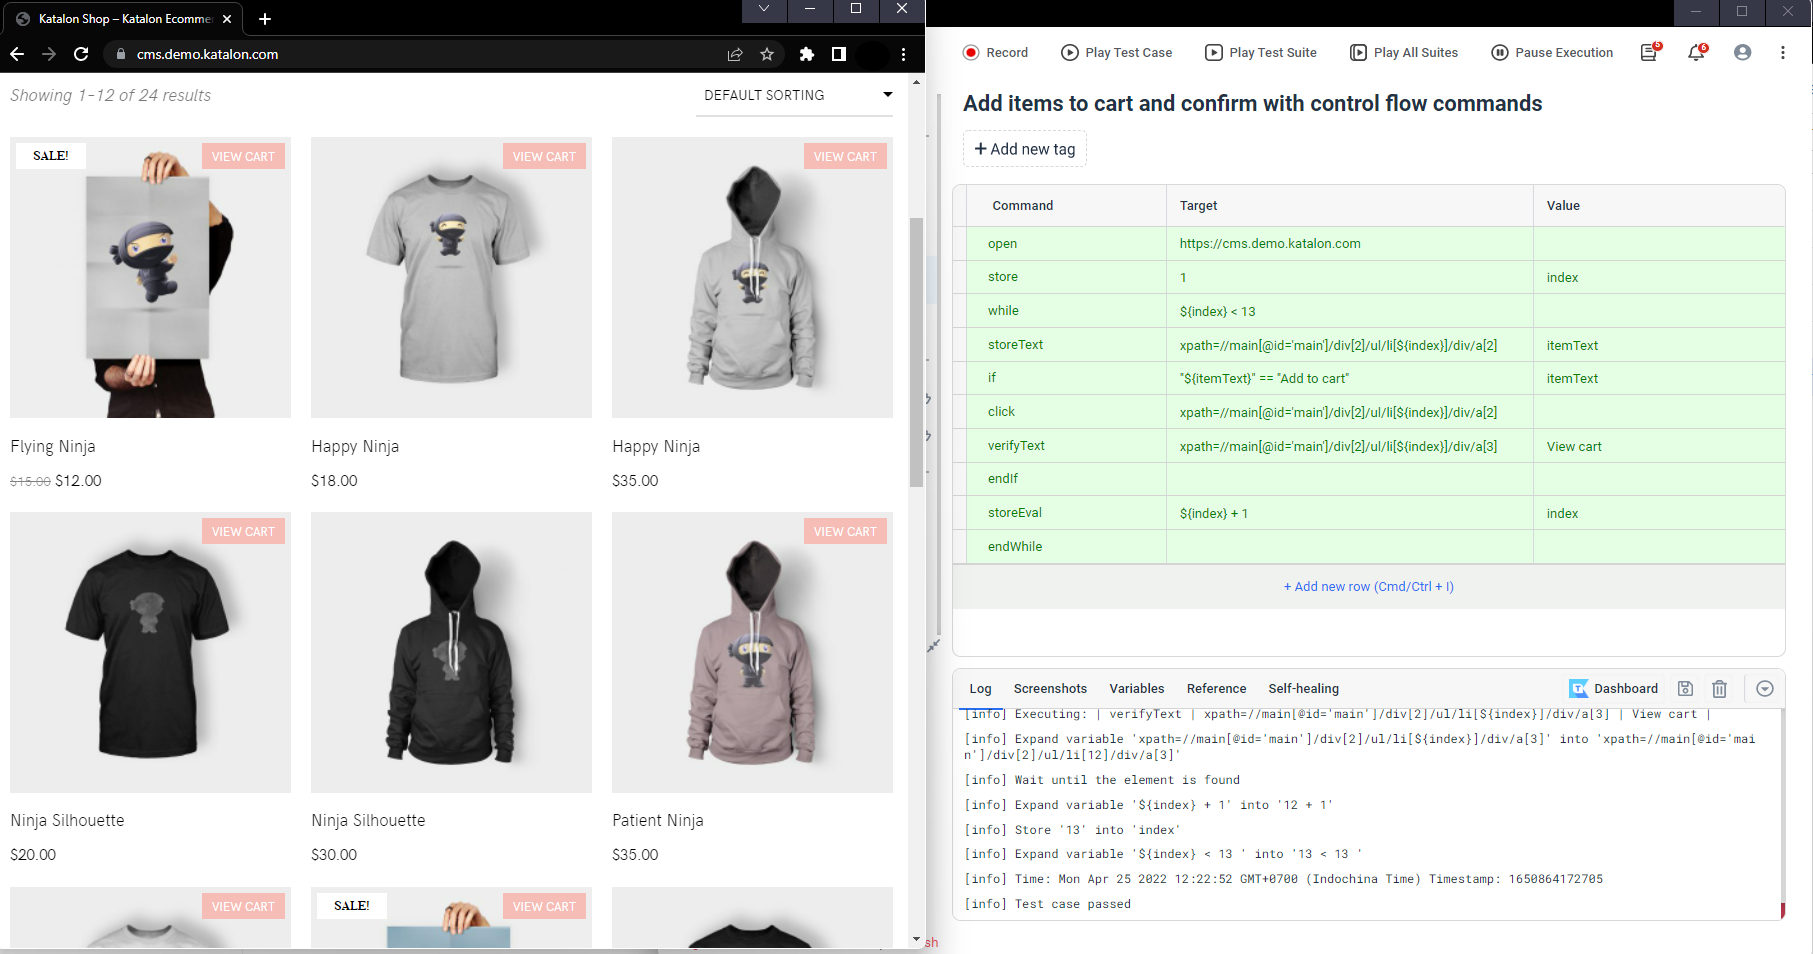 Katalon Shop – Katalon Ecomme
cms.demo.katalon.com
Showing 1–12 of 24 results
DEFAULT SORTING
SALE!
VIEW CART
VIEW CART
VIEW CART
Flying Ninja
Happy Ninja
Happy Ninja
$15.00 $12.00
$18.00
$35.00
VIEW CART
VIEW CART
Ninja Silhouette
Ninja Silhouette
Patient Ninja
$20.00
$30.00
$35.00
VIEW CART
SALE!
VIEW CART
Record
Play Test Case
Play Test Suite
Play All Suites
Pause Execution
5
6
Add items to cart and confirm with control flow commands
+ Add new tag
Command Target Value
open https://cms.demo.katalon.com
store 1 index
while ${index} < 13
storeText xpath=//main[@id='main']/div[2]/ul/li[${index}]/div/a[2] itemText
if "${itemText}" == "Add to cart" itemText
click xpath=//main[@id='main']/div[2]/ul/li[${index}]/div/a[2]
verifyText xpath=//main[@id='main']/div[2]/ul/li[${index}]/div/a[3] View cart
endIf
storeEval ${index} + 1 index
endWhile
+ Add new row (Cmd/Ctrl + I)
Log Screenshots Variables Reference Self-healing Dashboard
[info] Executing: | verifyText | xpath=//main[@id='main']/div[2]/ul/li[${index}]/div/a[3] | View cart |
[info] Expand variable 'xpath=//main[@id='main']/div[2]/ul/li[${index}]/div/a[3]' into 'xpath=//main[@id='mai
n']/div[2]/ul/li[12]/div/a[3]'
[info] Wait until the element is found
[info] Expand variable '${index} + 1' into '12 + 1'
[info] Store '13' into 'index'
[info] Expand variable '${index} < 13 ' into '13 < 13 '
[info] Time: Mon Apr 25 2022 12:22:52 GMT+0700 (Indochina Time) Timestamp: 1650864172705
[info] Test case passed
sh